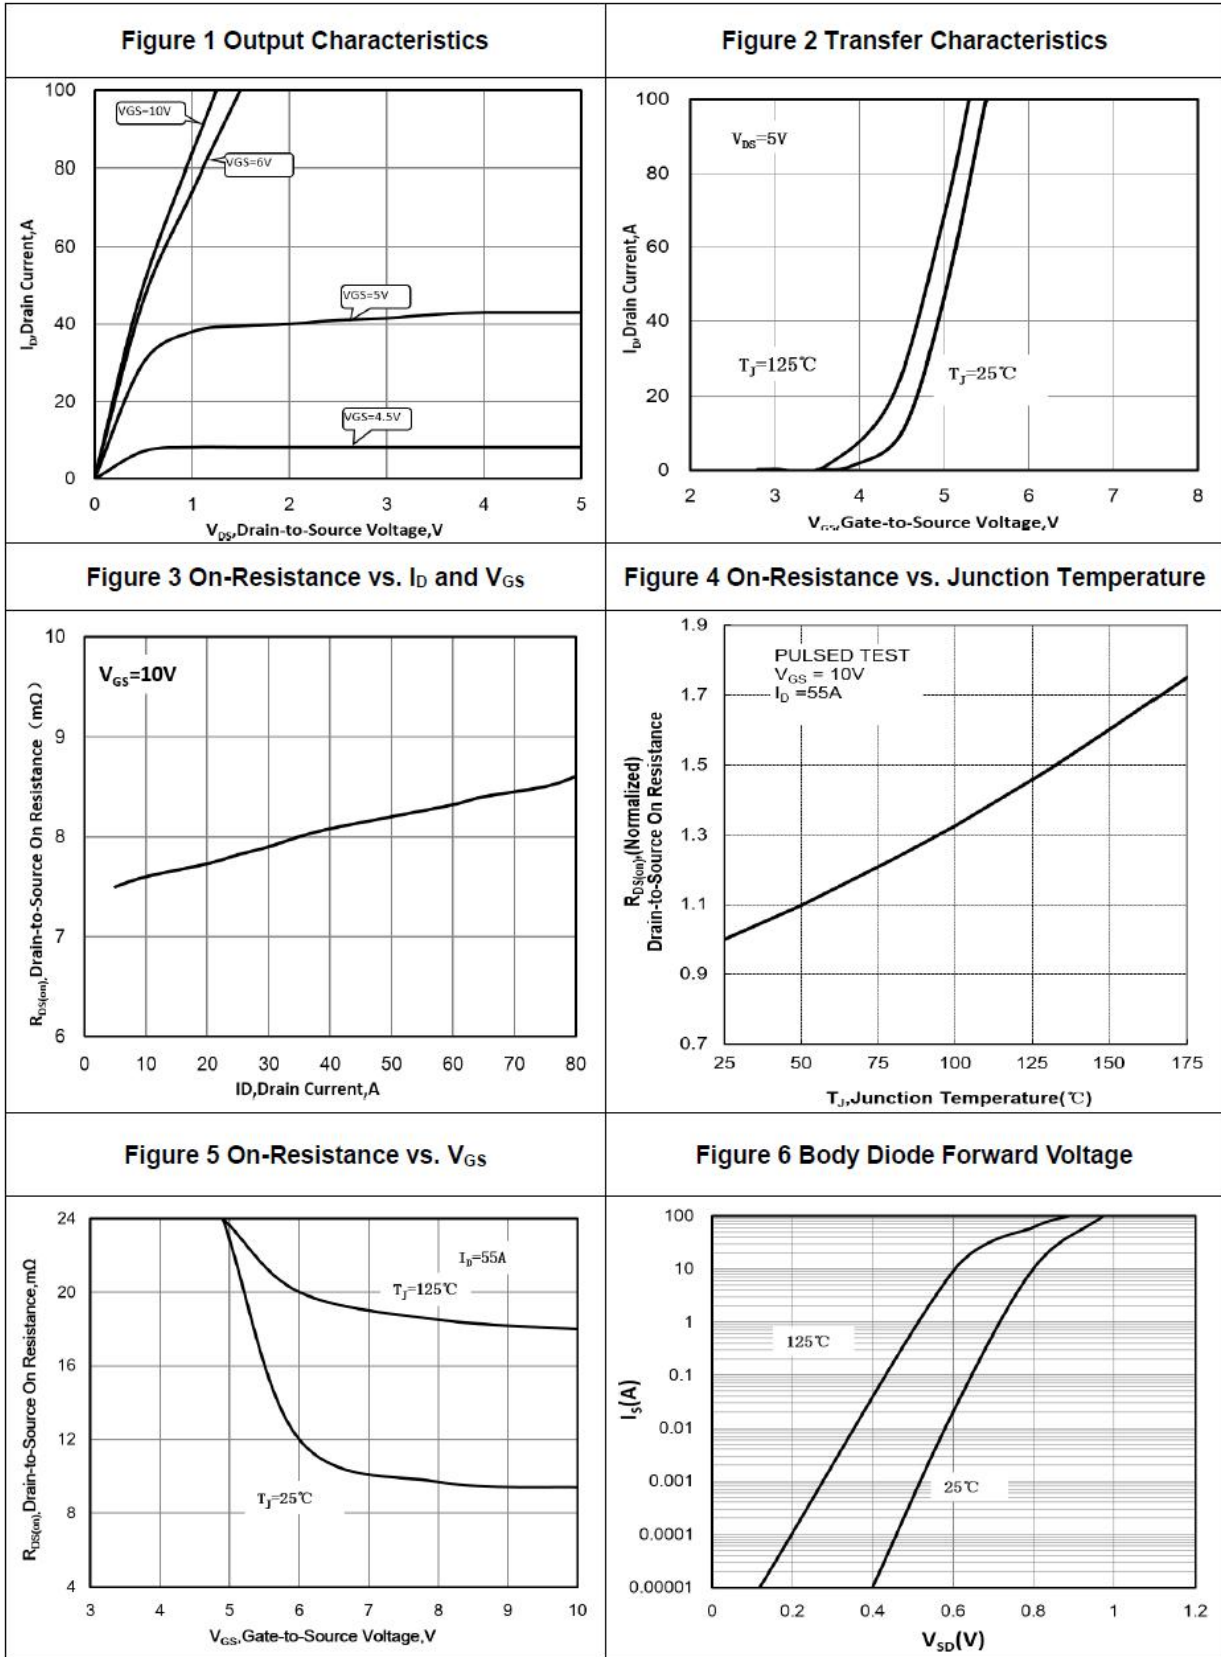 Figure 1 Output Characteristics
Figure 2 Transfer Characteristics
100
80
60
40
20
0
0 1 2 3 4 5
VGS=10V
VGS=6V
VGS=5V
VGS=4.5V
ID,Drain Current,A
VDS,Drain-to-Source Voltage,V
100
80
60
40
20
0
2 3 4 5 6 7 8
VDS=5V
TJ=125℃
TJ=25℃
ID,Drain Current,A
VGS,Gate-to-Source Voltage,V
Figure 3 On-Resistance vs. ID and VGS
Figure 4 On-Resistance vs. Junction Temperature
10
9
8
7
6
0 10 20 30 40 50 60 70 80
VGS=10V
RDS(on),Drain-to-Source On Resistance (mΩ)
ID,Drain Current,A
1.9
1.7
1.5
1.3
1.1
0.9
0.7
25 50 75 100 125 150 175
PULSED TEST
VGS = 10V
ID =55A
RDS(on),(Normalized)
Drain-to-Source On Resistance
TJ,Junction Temperature(℃)
Figure 5 On-Resistance vs. VGS
Figure 6 Body Diode Forward Voltage
24
20
16
12
8
4
3 4 5 6 7 8 9 10
ID=55A
TJ=125℃
TJ=25℃
RDS(on),Drain-to-Source On Resistance,mΩ
VGS,Gate-to-Source Voltage,V
100
10
1
0.1
0.01
0.001
0.0001
0.00001
0 0.2 0.4 0.6 0.8 1 1.2
125℃
25℃
IS(A)
VSD(V)